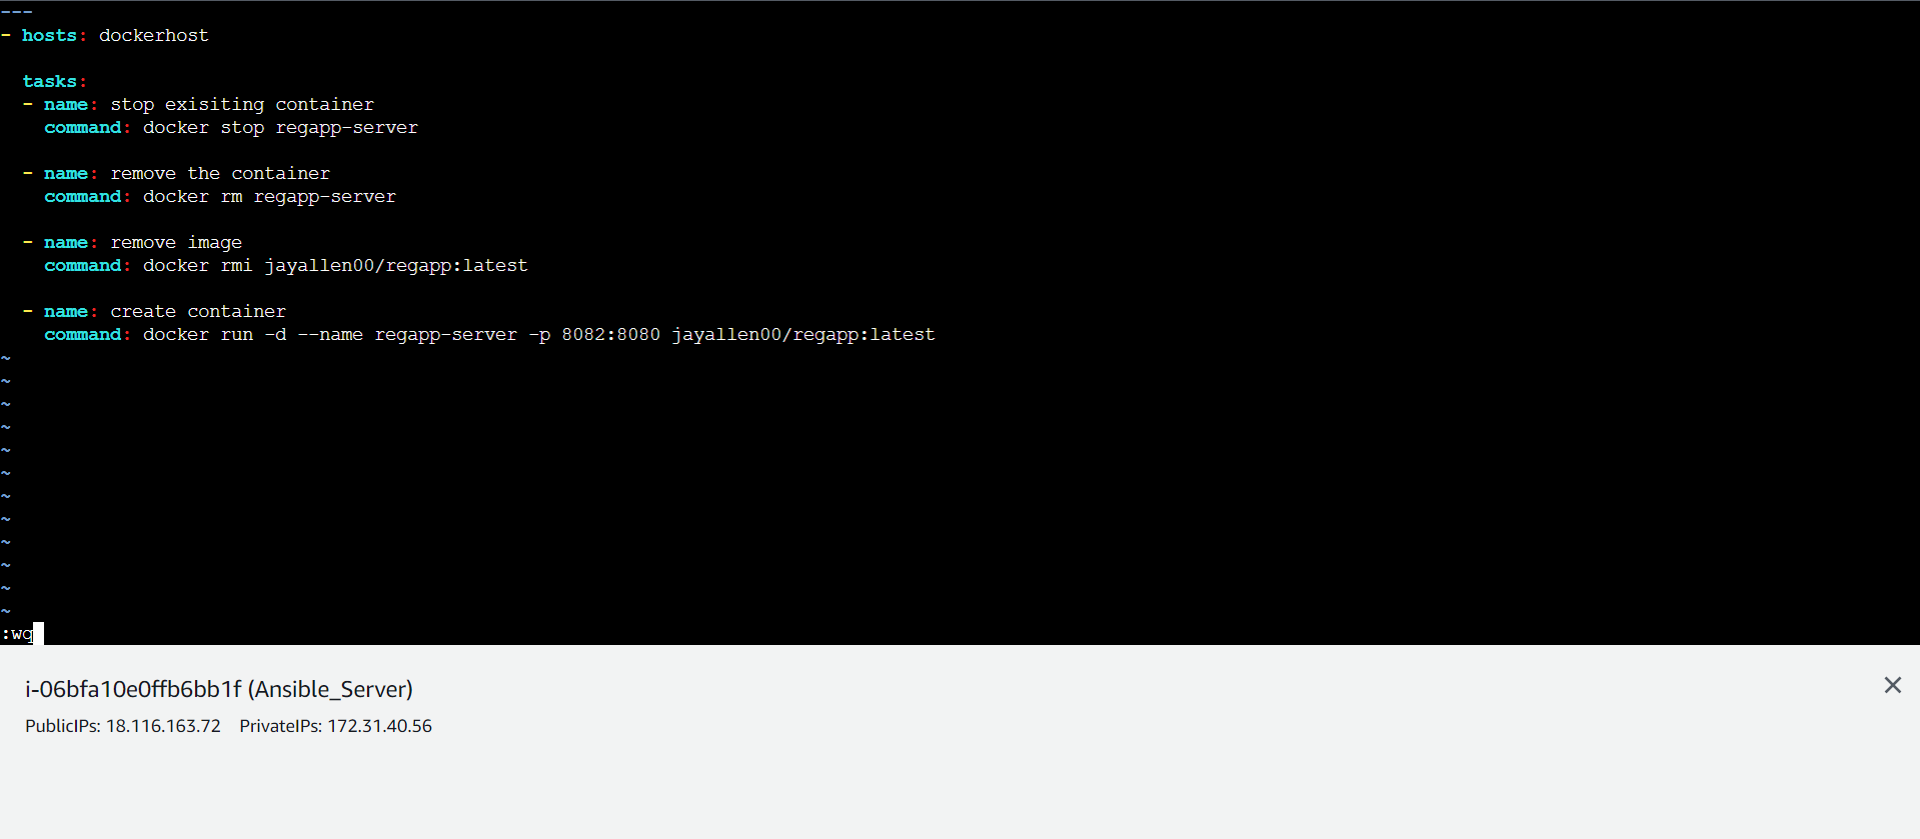 ---
- hosts: dockerhost
  tasks:
  - name: stop exisiting container
    command: docker stop regapp-server
  - name: remove the container
    command: docker rm regapp-server
  - name: remove image
    command: docker rmi jayallen00/regapp:latest
  - name: create container
    command: docker run -d --name regapp-server -p 8082:8080 jayallen00/regapp:latest
~
~
~
~
~
~
~
~
~
~
~
~
:wq
i-06bfa10e0ffb6bb1f (Ansible_Server)
PublicIPs: 18.116.163.72 PrivateIPs: 172.31.40.56